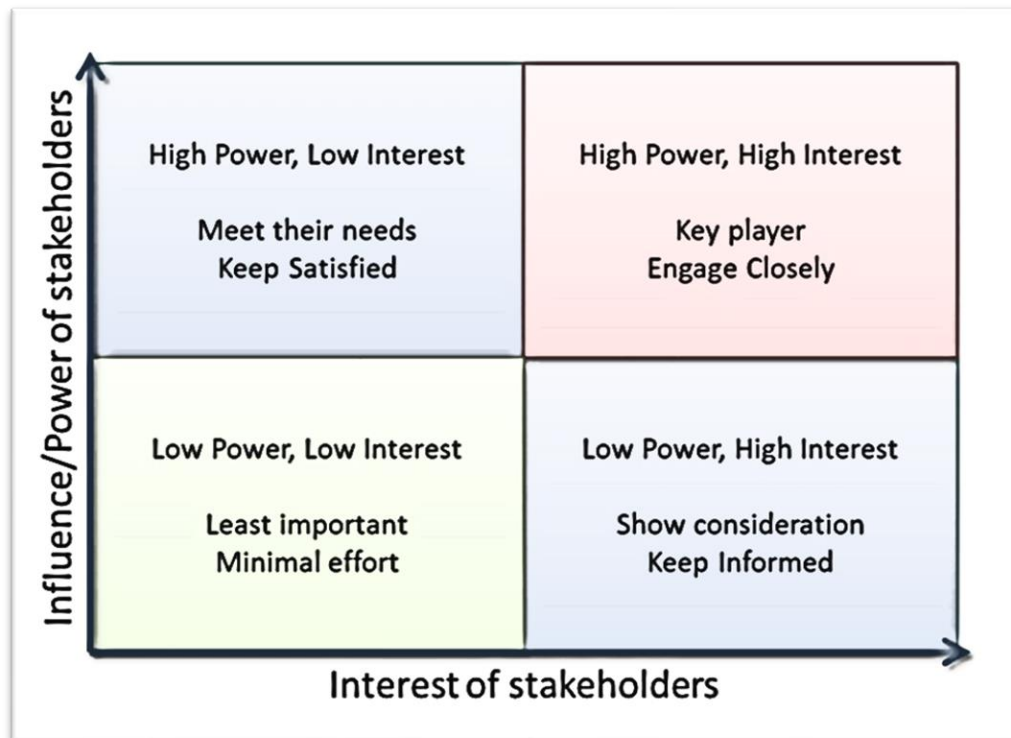 Influence/Power of stakeholders
High Power, Low Interest
Meet their needs
Keep Satisfied
High Power, High Interest
Key player
Engage Closely
Low Power, Low Interest
Least important
Minimal effort
Low Power, High Interest
Show consideration
Keep Informed
Interest of stakeholders